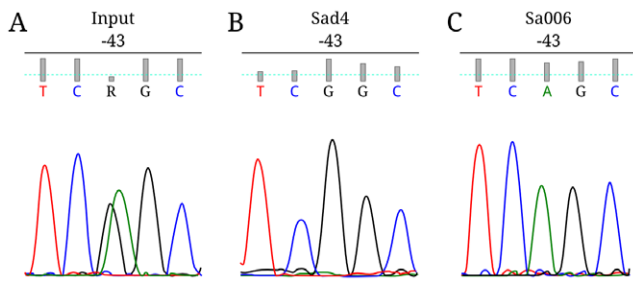 A Input
-43
T C R G C
B Sad4
-43
T C G G C
C Sa006
-43
T C A G C